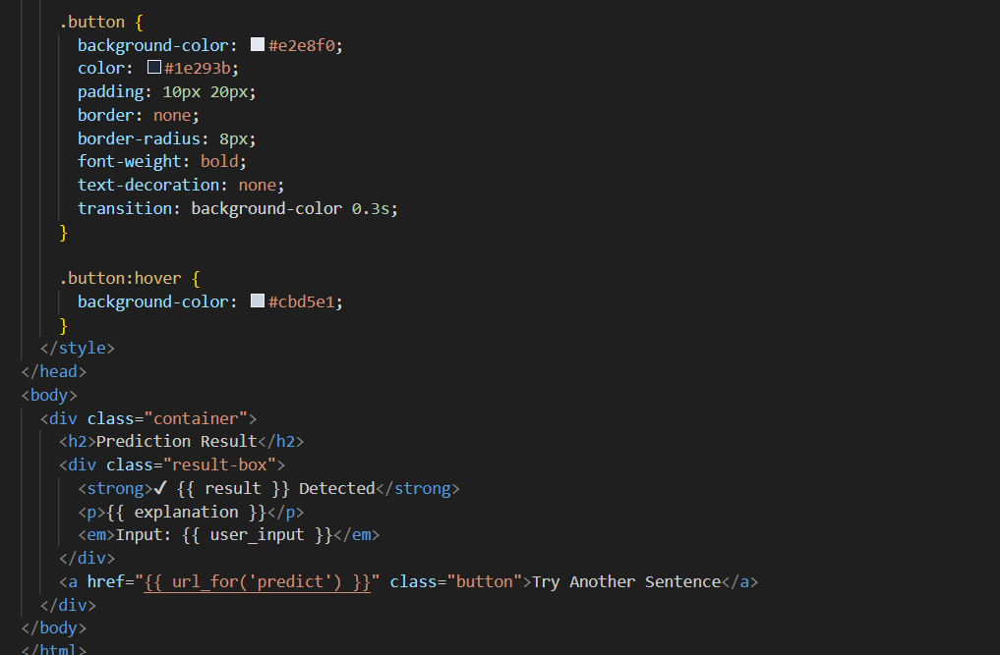 .button {
background-color: #e2e8f0;
color: #1e293b;
padding: 10px 20px;
border: none;
border-radius: 8px;
font-weight: bold;
text-decoration: none;
transition: background-color 0.3s;
}
.button:hover {
background-color: #cbd5e1;
}
</style>
</head>
<body>
<div class="container">
<h2>Prediction Result</h2>
<div class="result-box">
<strong>✔ {{ result }} Detected</strong>
<p>{{ explanation }}</p>
<em>Input: {{ user_input }}</em>
</div>
<a href="{{ url_for('predict') }}" class="button">Try Another Sentence</a>
</div>
</body>
</html>